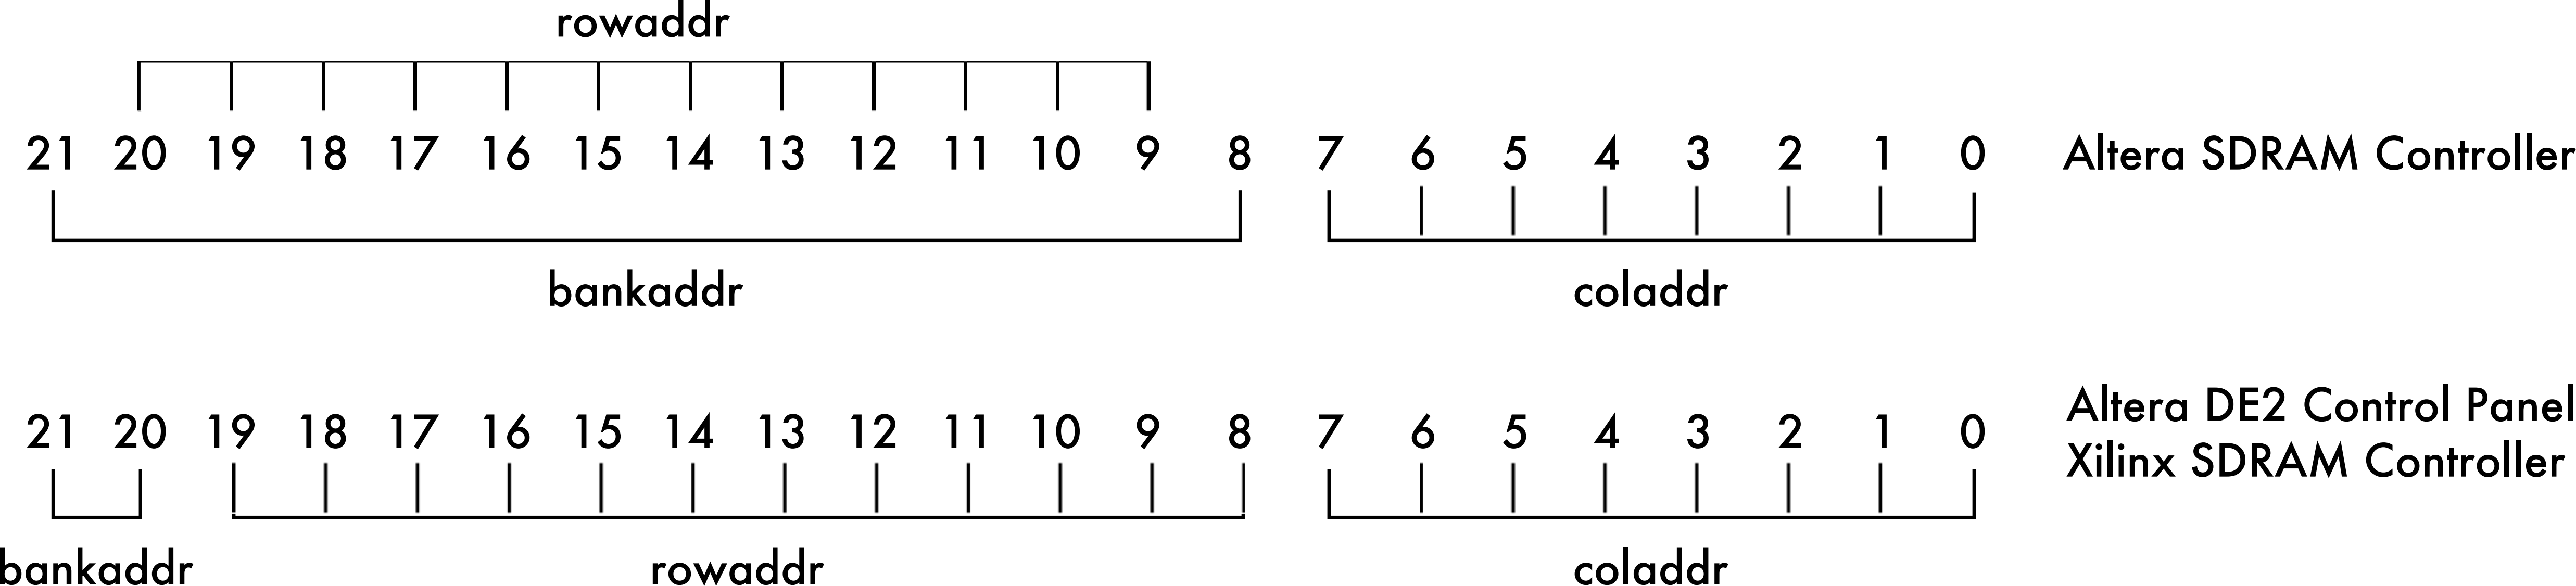 rowaddr
21 20 19 18 17 16 15 14 13 12 11 10 9 8 7 6 5 4 3 2 1 0 Altera SDRAM Controller
bankaddr coladdr
21 20 19 18 17 16 15 14 13 12 11 10 9 8 7 6 5 4 3 2 1 0 Altera DE2 Control Panel
Xilinx SDRAM Controller
bankaddr rowaddr coladdr